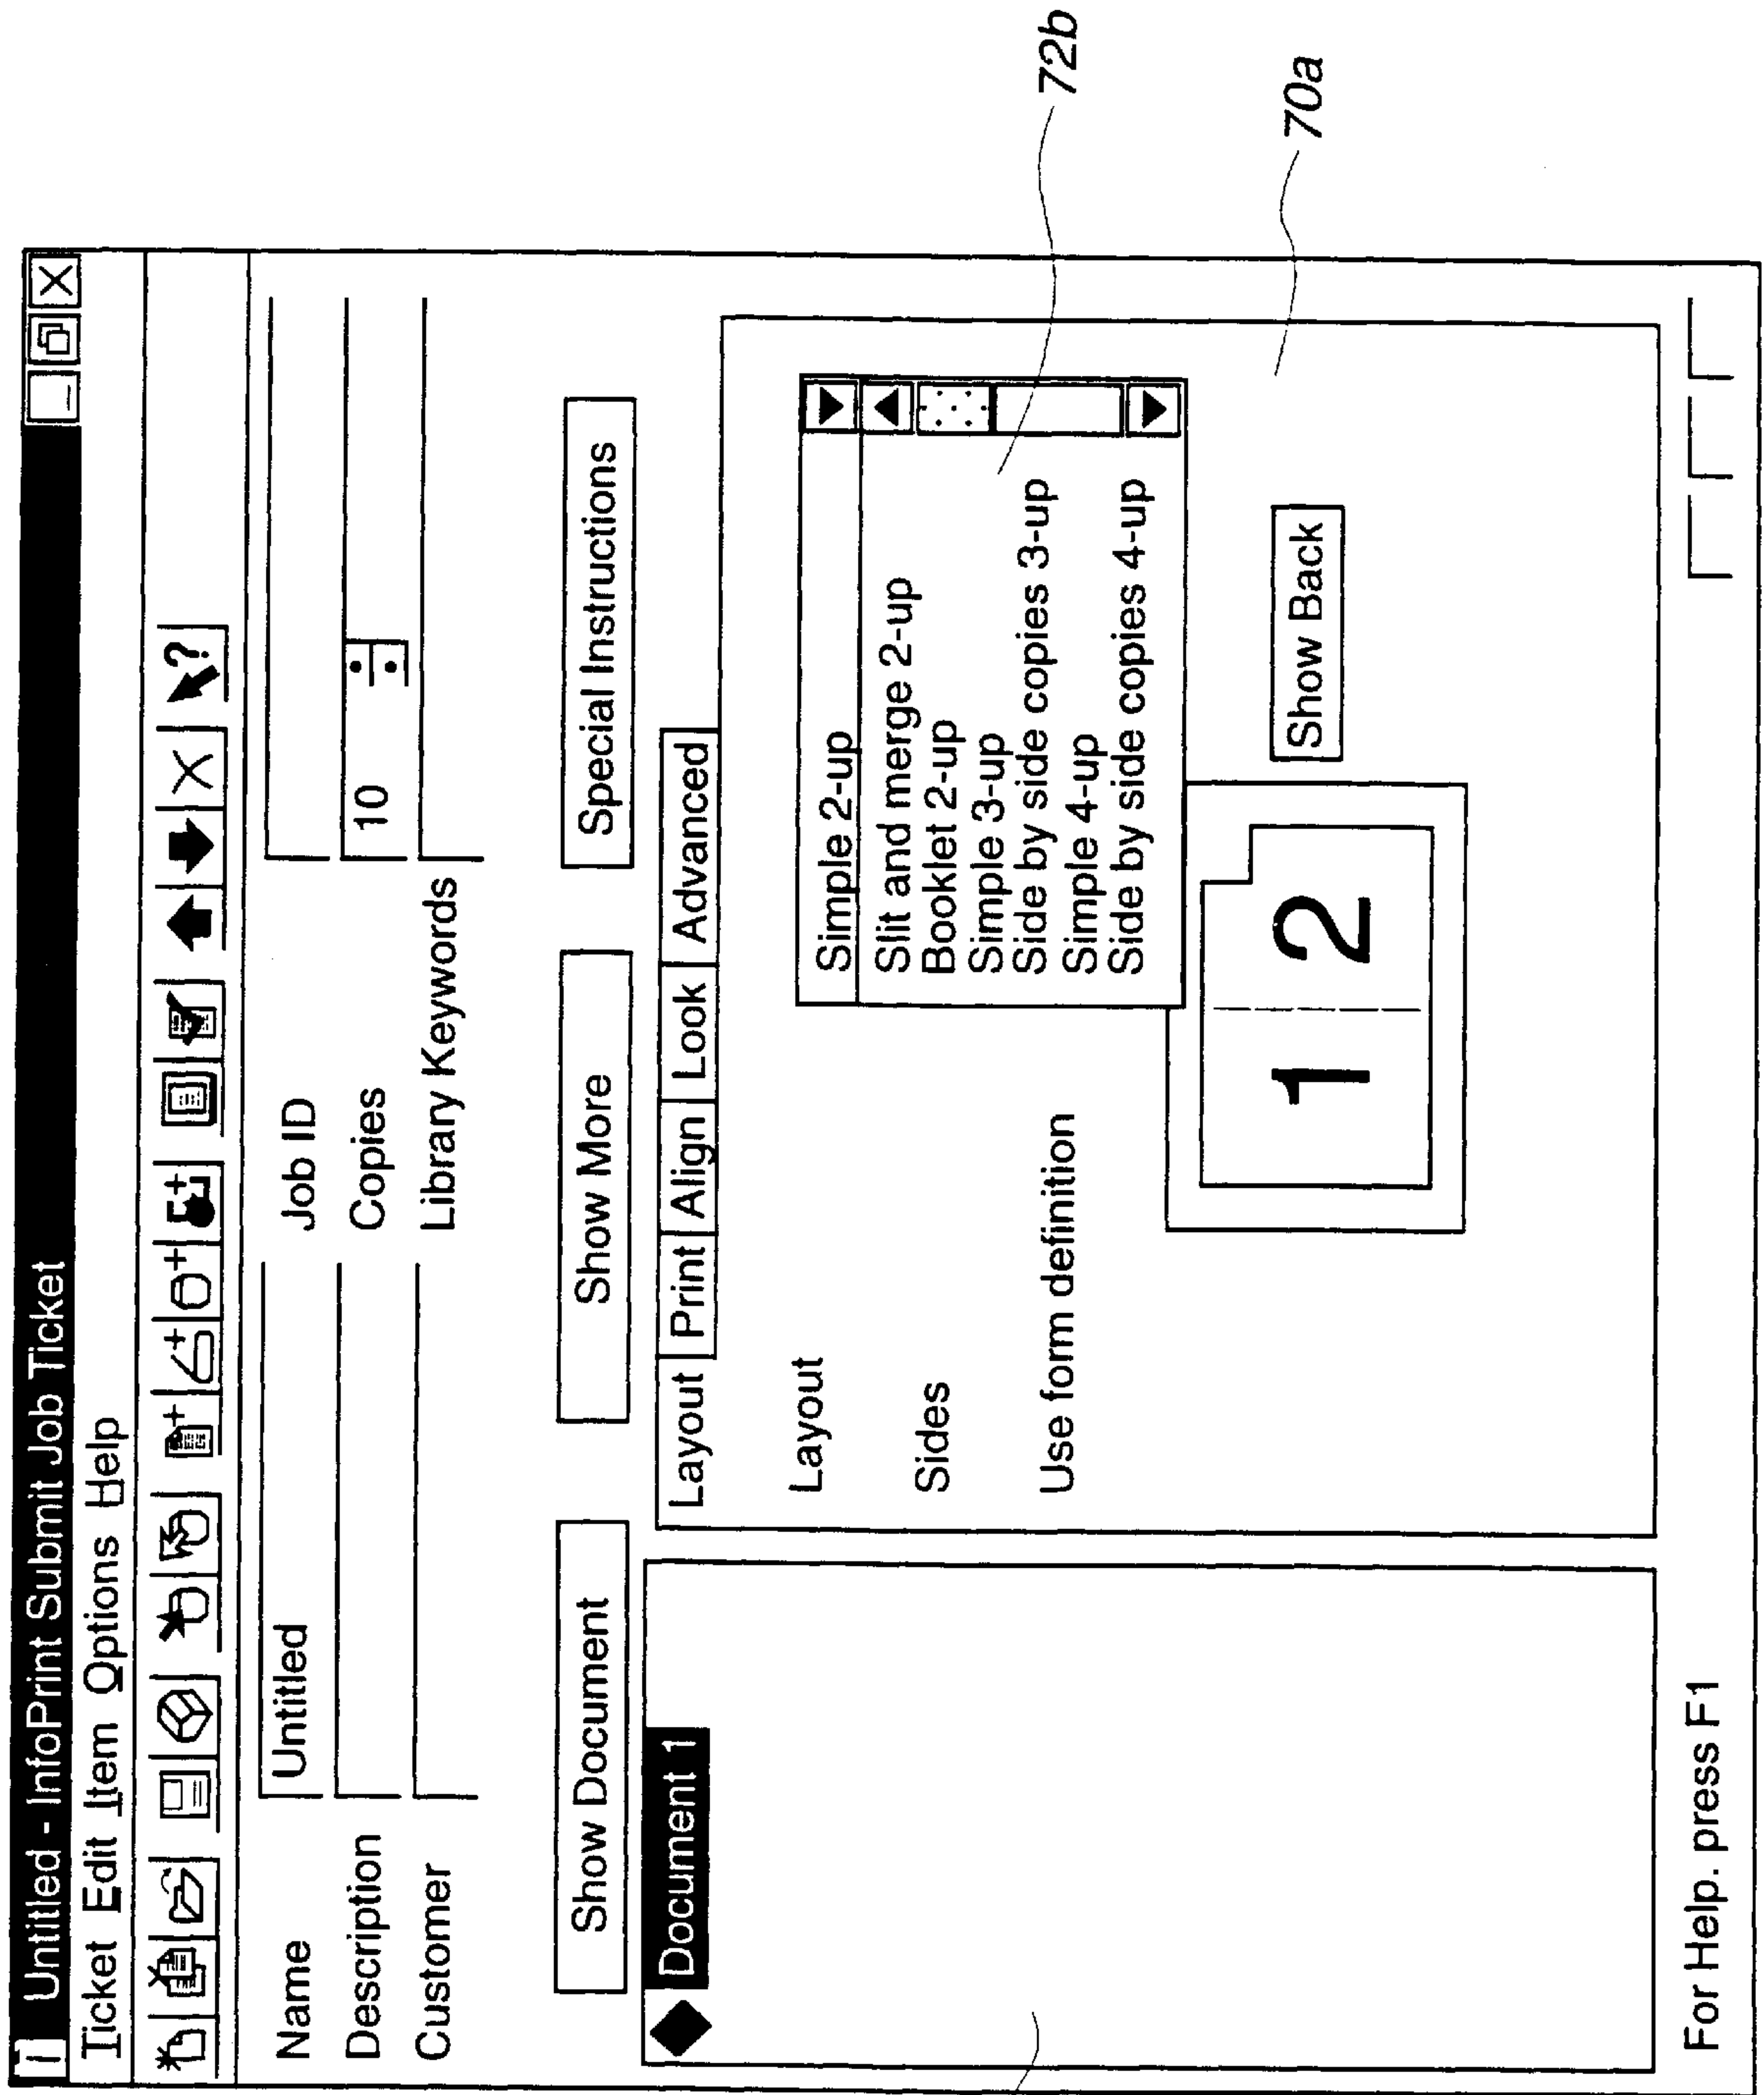 Untitled - InfoPrint Submit Job Ticket
Ticket Edit Item Options Help
Name Untitled Job ID
Description Copies 10
Customer Library Keywords
Show Document Show More Special Instructions
Document 1
Layout Print Align Look Advanced
Layout Simple 2-up
Slit and merge 2-up
Booklet 2-up
Simple 3-up
Side by side copies 3-up
Simple 4-up
Side by side copies 4-up
Sides
Use form definition
1 2
Show Back
For Help. press F1
72b
70a